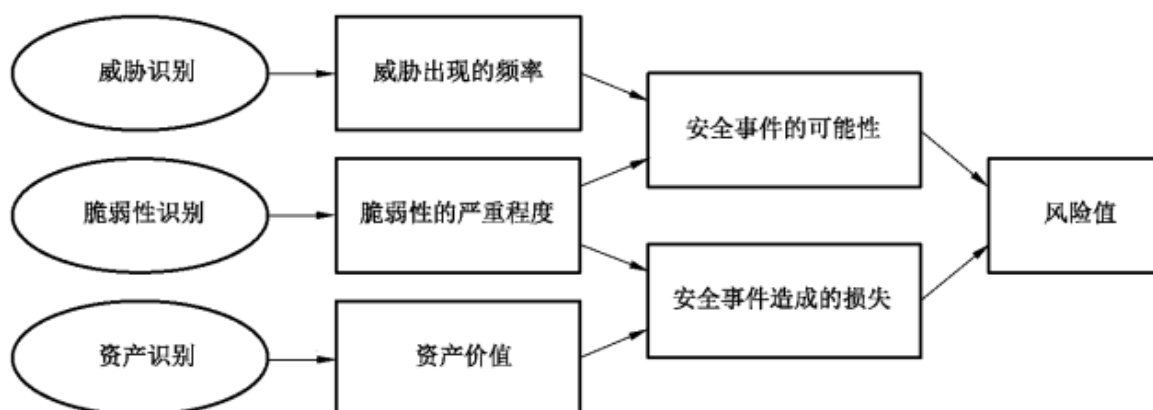 威胁识别
威胁出现的频率
安全事件的可能性
脆弱性识别
脆弱性的严重程度
风险值
安全事件造成的损失
资产识别
资产价值